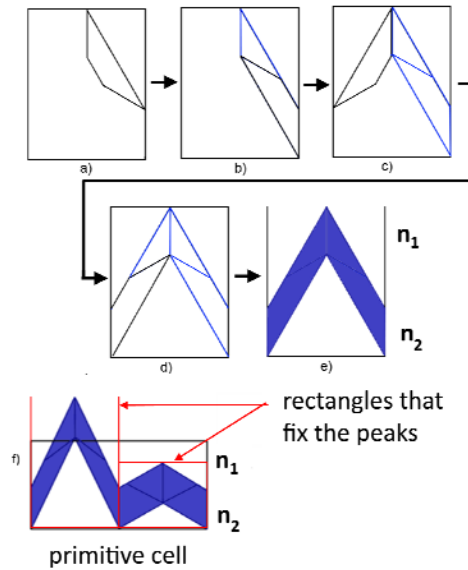 a)
b)
c)
d)
e)
n1
n2
rectangles that
fix the peaks
f)
n1
n2
primitive cell